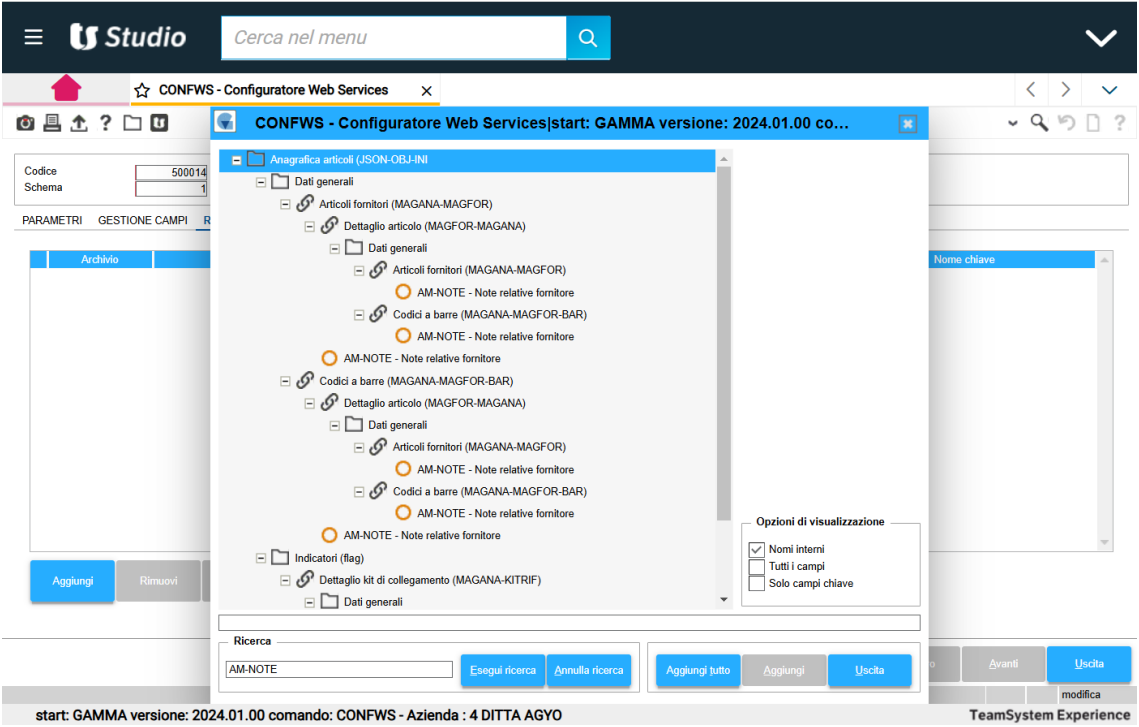 Studio
Cerca nel menu
CONFWS - Configuratore Web Services
CONFWS - Configuratore Web Services|start: GAMMA versione: 2024.01.00 co...
Codice 500014
Schema 1
PARAMETRI GESTIONE CAMPI R
Archivio
Nome chiave
Anagrafica articoli (JSON-OBJ-INI
Dati generali
Articoli fornitori (MAGANA-MAGFOR)
Dettaglio articolo (MAGFOR-MAGANA)
Dati generali
Articoli fornitori (MAGANA-MAGFOR)
AM-NOTE - Note relative fornitore
Codici a barre (MAGANA-MAGFOR-BAR)
AM-NOTE - Note relative fornitore
AM-NOTE - Note relative fornitore
Codici a barre (MAGANA-MAGFOR-BAR)
Dettaglio articolo (MAGFOR-MAGANA)
Dati generali
Articoli fornitori (MAGANA-MAGFOR)
AM-NOTE - Note relative fornitore
Codici a barre (MAGANA-MAGFOR-BAR)
AM-NOTE - Note relative fornitore
AM-NOTE - Note relative fornitore
Indicatori (flag)
Dettaglio kit di collegamento (MAGANA-KITRIF)
Dati generali
Opzioni di visualizzazione
Nomi interni
Tutti i campi
Solo campi chiave
Aggiungi Rimuovi
Ricerca
AM-NOTE Esegui ricerca Annulla ricerca
Aggiungi tutto Aggiungi Uscita
o Avanti Uscita
modifica
start: GAMMA versione: 2024.01.00 comando: CONFWS - Azienda : 4 DITTA AGYO
TeamSystem Experience